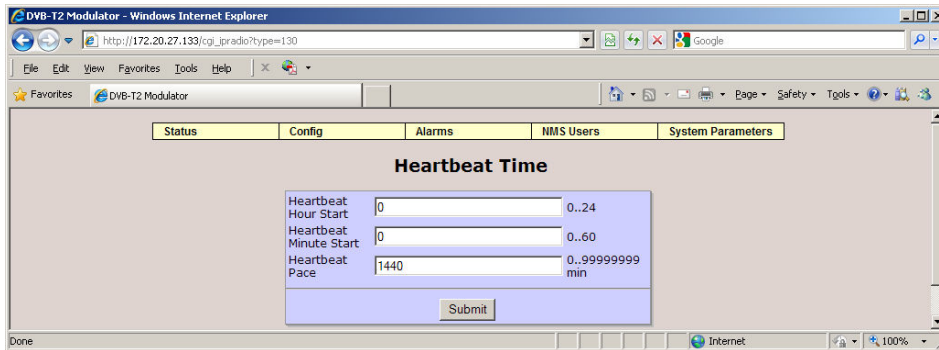 DVB-T2 Modulator - Windows Internet Explorer
http://172.20.27.133/cgi_ipradio?type=130
Google
File Edit View Favorites Tools Help
Favorites DVB-T2 Modulator Page Safety Tools
Status Config Alarms NMS Users System Parameters
Heartbeat Time
Heartbeat
Hour Start 0 0..24
Heartbeat
Minute Start 0 0..60
Heartbeat
Pace 1440 0..99999999
min
Submit
Done Internet 100%